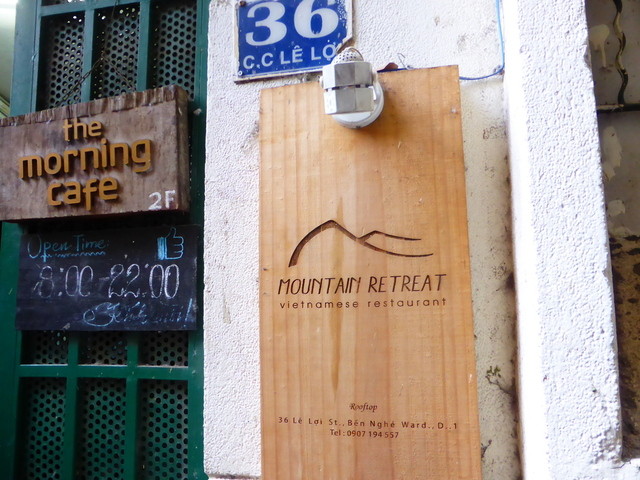 36
C.C LÊ LỢI
the
morning
cafe
2F
Open Time:
8:00-22:00
MOUNTAIN RETREAT
vietnamese restaurant
Rooftop
36 Lê Lợi St., Bến Nghé Ward., D.,1
Tel: 0907 194 557